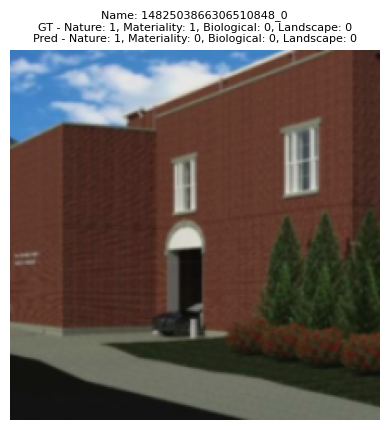 Name: 1482503866306510848_0
GT - Nature: 1, Materiality: 1, Biological: 0, Landscape: 0
Pred - Nature: 1, Materiality: 0, Biological: 0, Landscape: 0